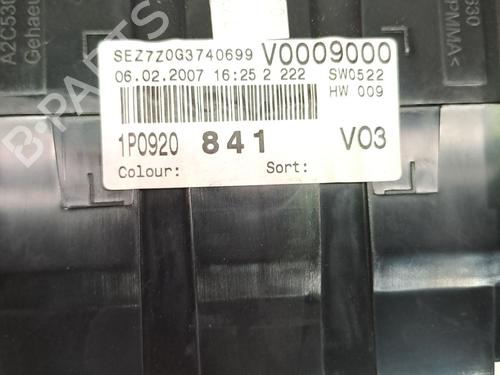 SEZ7Z0G3740699 V0009000
06.02.2007 16:25 2 222 SW0522
HW 009
1P0920 841 V03
Colour: Sort:
A2C530
Gehaeu
PMMA<
B-PARTS